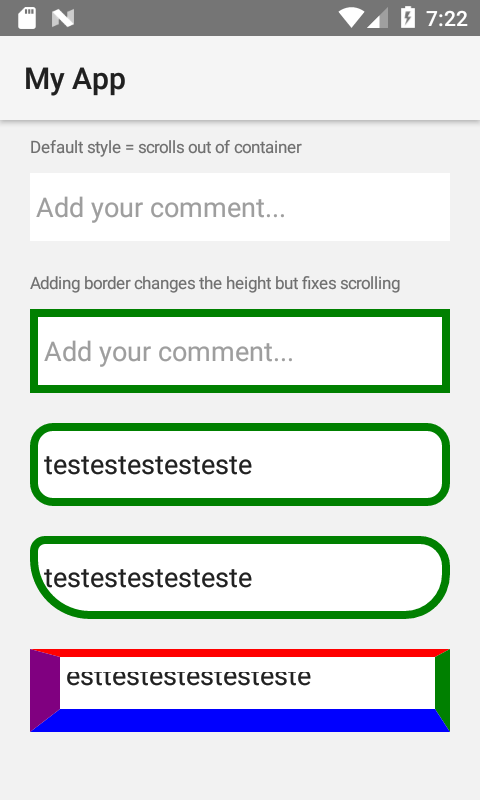 7:22
My App
Default style = scrolls out of container
Add your comment...
Adding border changes the height but fixes scrolling
Add your comment...
testestestesteste
testestestesteste
esttestestestesteste